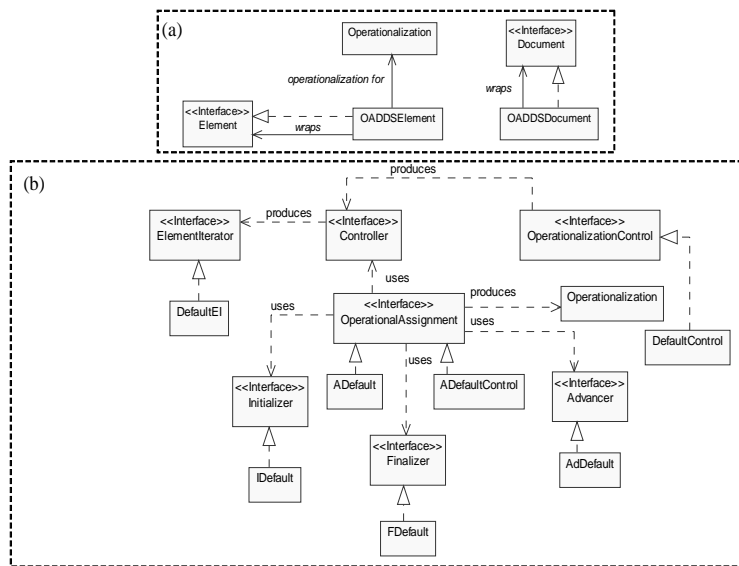 (a)
Operationalization
<<Interface>>
Document
operationalization for
wraps
<<Interface>>
Element
wraps
OADDSElement
OADDSDocument
(b)
produces
<<Interface>>
ElementIterator
produces
<<Interface>>
Controller
<<Interface>>
OperationalizationControl
uses
DefaultEI
<<Interface>>
OperationalAssignment
produces
Operationalization
uses
uses
DefaultControl
uses
<<Interface>>
Initializer
ADefault
ADefaultControl
<<Interface>>
Advancer
<<Interface>>
Finalizer
IDefault
AdDefault
FDefault